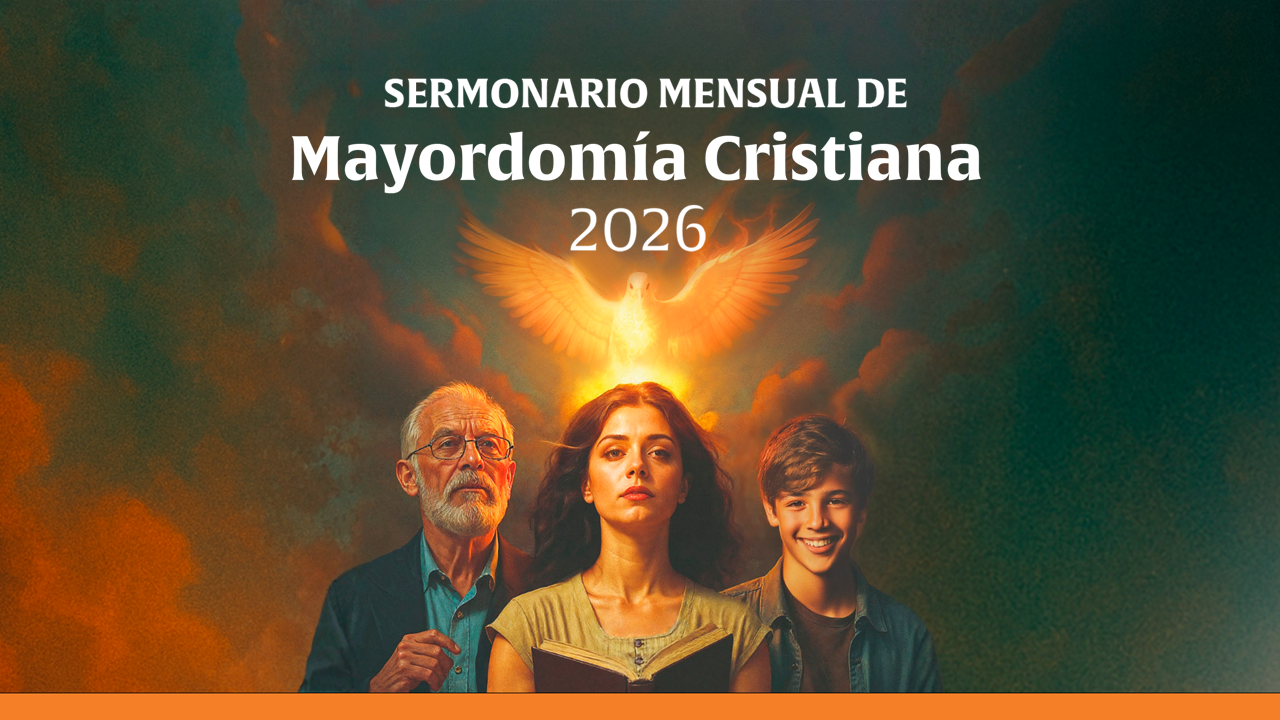 SERMONARIO MENSUAL DE
Mayordomía Cristiana
2026